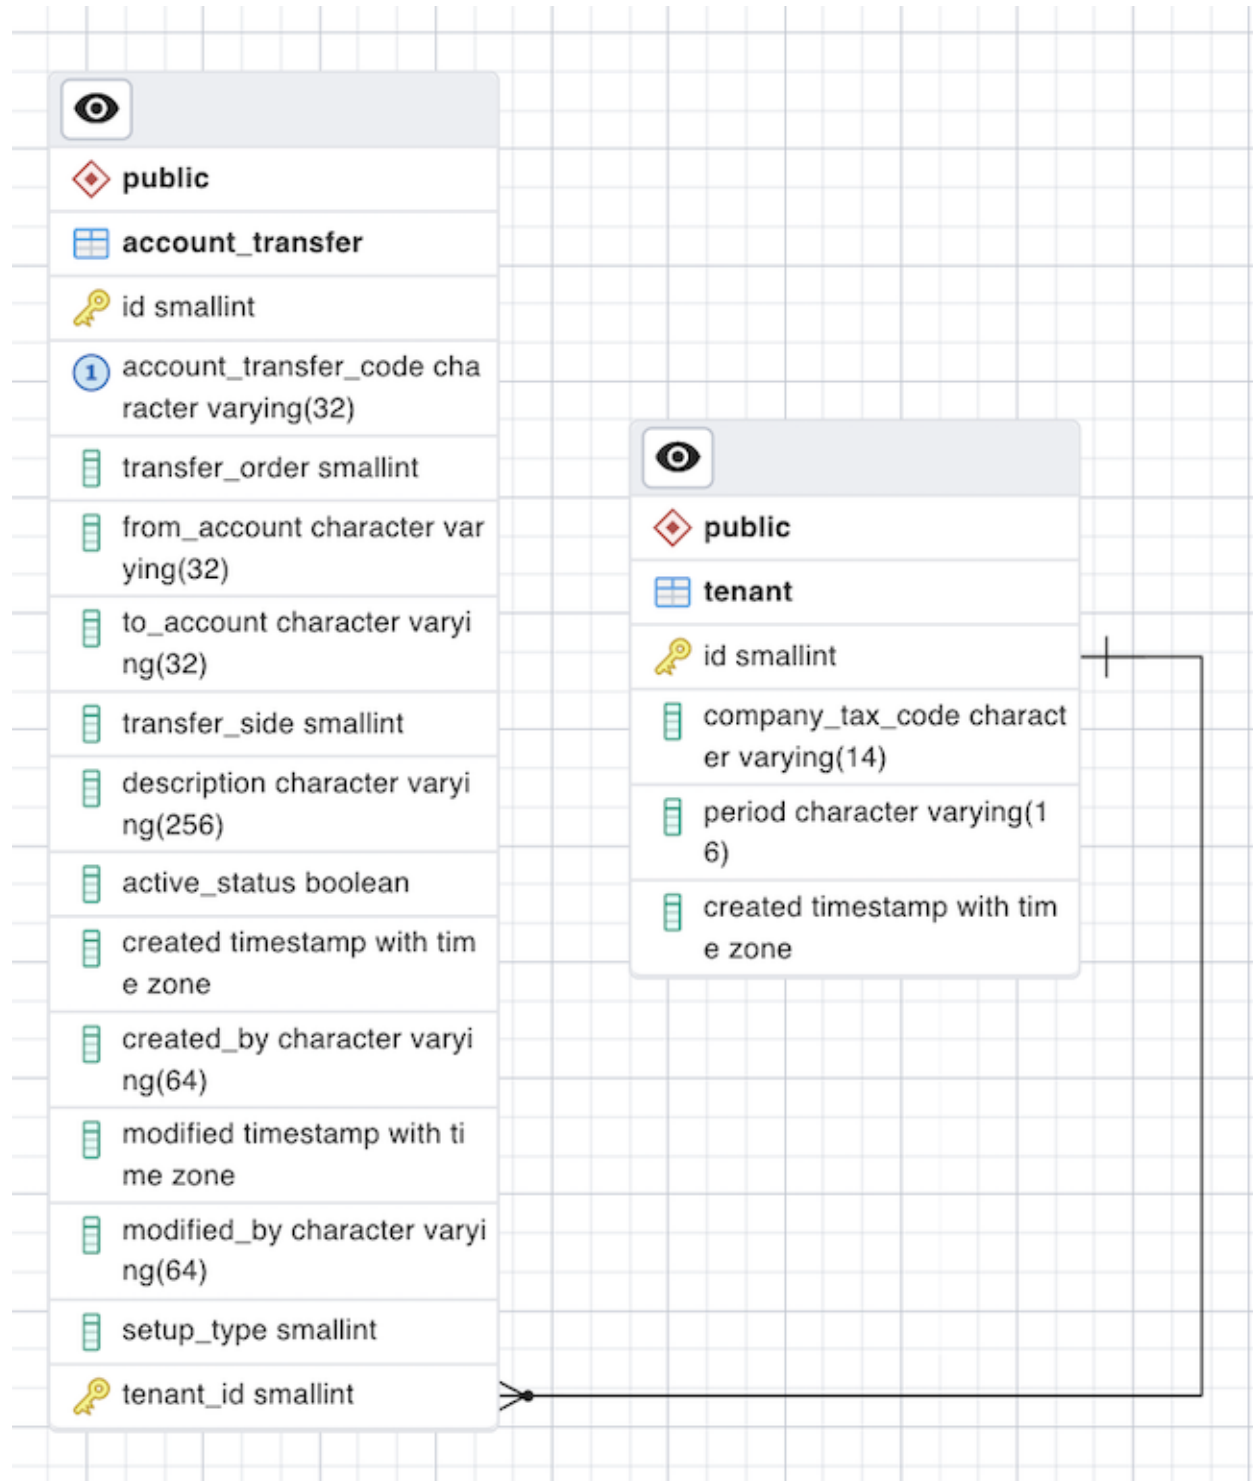 public
account_transfer
id smallint
1
account_transfer_code cha
racter varying(32)
transfer_order smallint
from_account character var
ying(32)
to_account character varyi
ng(32)
transfer_side smallint
description character varyi
ng(256)
active_status boolean
created timestamp with tim
e zone
created_by character varyi
ng(64)
modified timestamp with ti
me zone
modified_by character varyi
ng(64)
setup_type smallint
tenant_id smallint
public
tenant
id smallint
company_tax_code charact
er varying(14)
period character varying(1
6)
created timestamp with tim
e zone